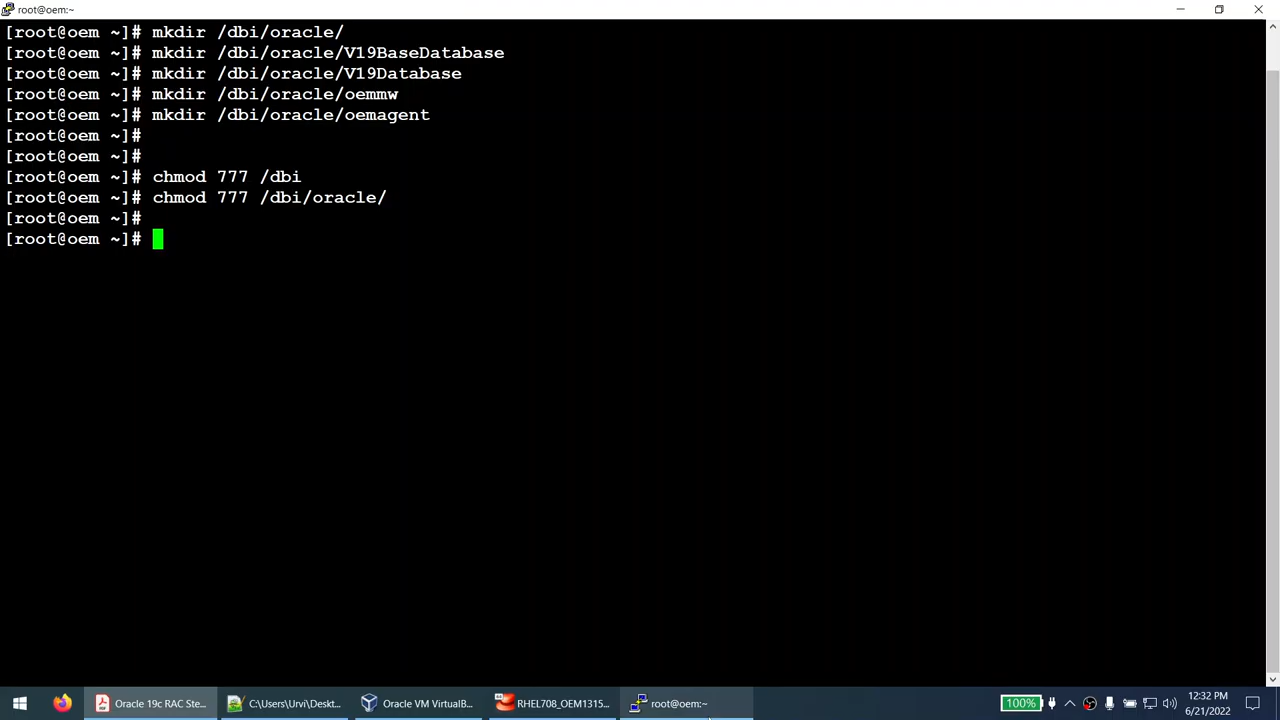 root@oem:~
[root@oem ~]# mkdir /dbi/oracle/
[root@oem ~]# mkdir /dbi/oracle/V19BaseDatabase
[root@oem ~]# mkdir /dbi/oracle/V19Database
[root@oem ~]# mkdir /dbi/oracle/oemmw
[root@oem ~]# mkdir /dbi/oracle/oemagent
[root@oem ~]#
[root@oem ~]#
[root@oem ~]# chmod 777 /dbi
[root@oem ~]# chmod 777 /dbi/oracle/
[root@oem ~]#
[root@oem ~]#
Oracle 19c RAC Ste... C:\Users\Urvi\Deskt... Oracle VM VirtualB... RHEL708_OEM1315... root@oem:~ 100% 12:32 PM
6/21/2022